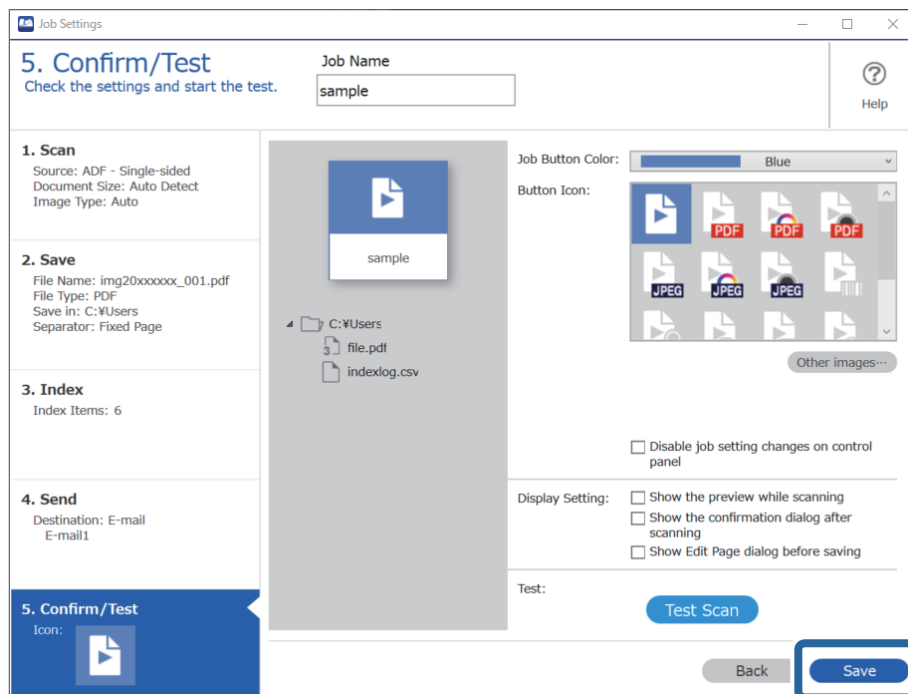 Job Settings
5. Confirm/Test
Check the settings and start the test.
Job Name
sample
Help
1. Scan
Source: ADF - Single-sided
Document Size: Auto Detect
Image Type: Auto
2. Save
File Name: img20xxxxxx_001.pdf
File Type: PDF
Save in: C:¥Users
Separator: Fixed Page
3. Index
Index Items: 6
4. Send
Destination: E-mail
E-mail1
5. Confirm/Test
Icon:
sample
C:¥Users
3 file.pdf
indexlog.csv
Job Button Color: Blue
Button Icon:
PDF PDF PDF
JPEG JPEG JPEG
Other images···
Disable job setting changes on control
panel
Display Setting: Show the preview while scanning
Show the confirmation dialog after
scanning
Show Edit Page dialog before saving
Test:
Test Scan
Back Save